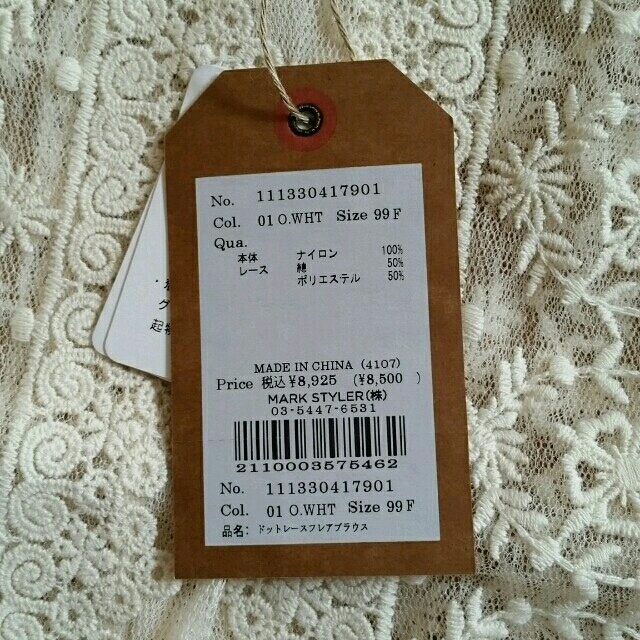 No. 111330417901
Col. 01 O.WHT Size 99F
Qua.
本体 ナイロン 100%
レース 綿 50%
ポリエステル 50%
MADE IN CHINA (4107)
Price 税込 ¥8,925 (¥8,500 )
MARK STYLER(株)
03-5447-6531
2110003575462
No. 111330417901
Col. 01 O.WHT Size 99F
品名: ドットレースフレアブラウス